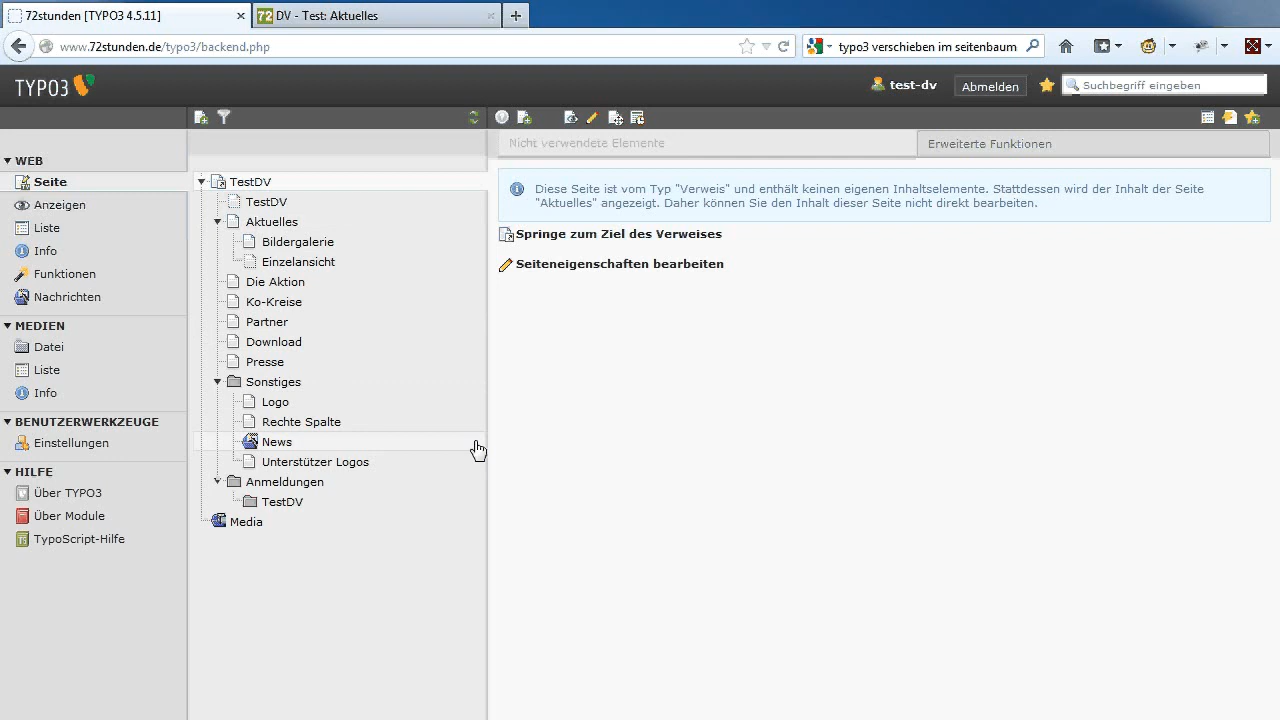 72stunden [TYPO3 4.5.11]
DV - Test: Aktuelles
www.72stunden.de/typo3/backend.php
typo3 verschieben im seitenbaum
TYPO3
test-dv
Abmelden
Suchbegriff eingeben
WEB
Seite
Anzeigen
Liste
Info
Funktionen
Nachrichten
MEDIEN
Datei
Liste
Info
BENUTZERWERKZEUGE
Einstellungen
HILFE
Über TYPO3
Über Module
TypoScript-Hilfe
TestDV
TestDV
Aktuelles
Bildergalerie
Einzelansicht
Die Aktion
Ko-Kreise
Partner
Download
Presse
Sonstiges
Logo
Rechte Spalte
News
Unterstützer Logos
Anmeldungen
TestDV
Media
Nicht verwendete Elemente
Erweiterte Funktionen
Diese Seite ist vom Typ "Verweis" und enthält keinen eigenen Inhaltselemente. Stattdessen wird der Inhalt der Seite
"Aktuelles" angezeigt. Daher können Sie den Inhalt dieser Seite nicht direkt bearbeiten.
Springe zum Ziel des Verweises
Seiteneigenschaften bearbeiten